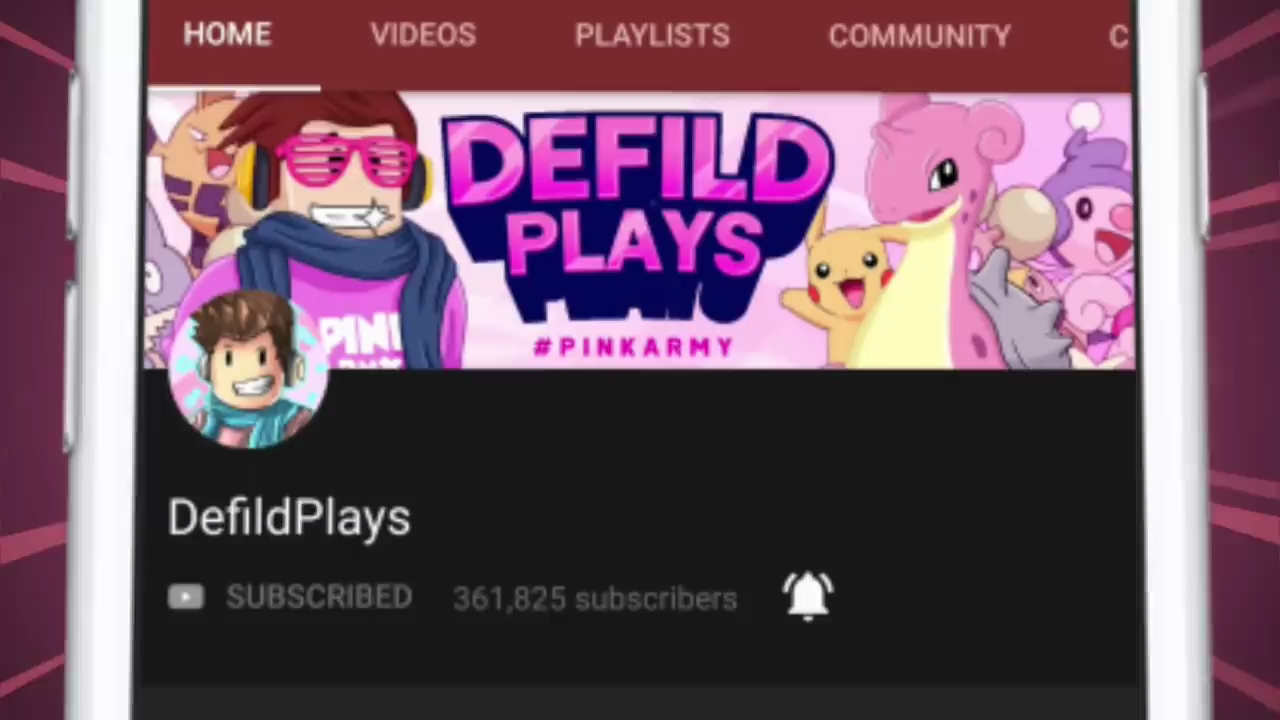 HOME VIDEOS PLAYLISTS COMMUNITY C
DEFILD
PLAYS
#PINKARMY
DefildPlays
SUBSCRIBED 361,825 subscribers